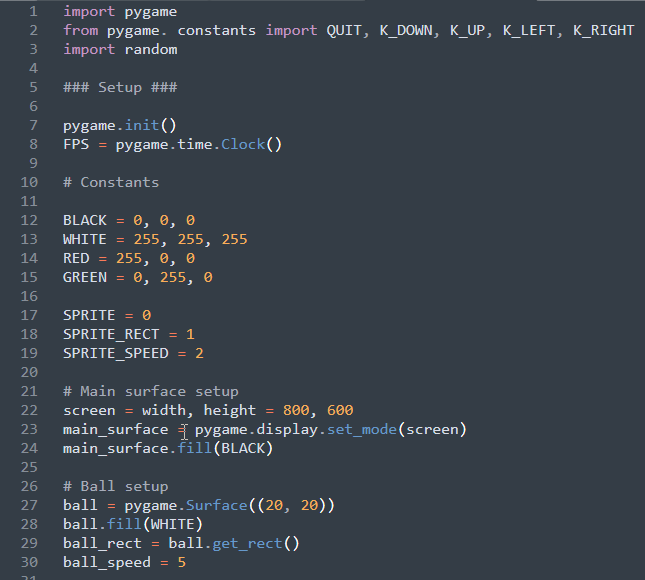 1 import pygame
2 from pygame. constants import QUIT, K_DOWN, K_UP, K_LEFT, K_RIGHT
3 import random
4
5 ### Setup ###
6
7 pygame.init()
8 FPS = pygame.time.Clock()
9
10 # Constants
11
12 BLACK = 0, 0, 0
13 WHITE = 255, 255, 255
14 RED = 255, 0, 0
15 GREEN = 0, 255, 0
16
17 SPRITE = 0
18 SPRITE_RECT = 1
19 SPRITE_SPEED = 2
20
21 # Main surface setup
22 screen = width, height = 800, 600
23 main_surface = pygame.display.set_mode(screen)
24 main_surface.fill(BLACK)
25
26 # Ball setup
27 ball = pygame.Surface((20, 20))
28 ball.fill(WHITE)
29 ball_rect = ball.get_rect()
30 ball_speed = 5